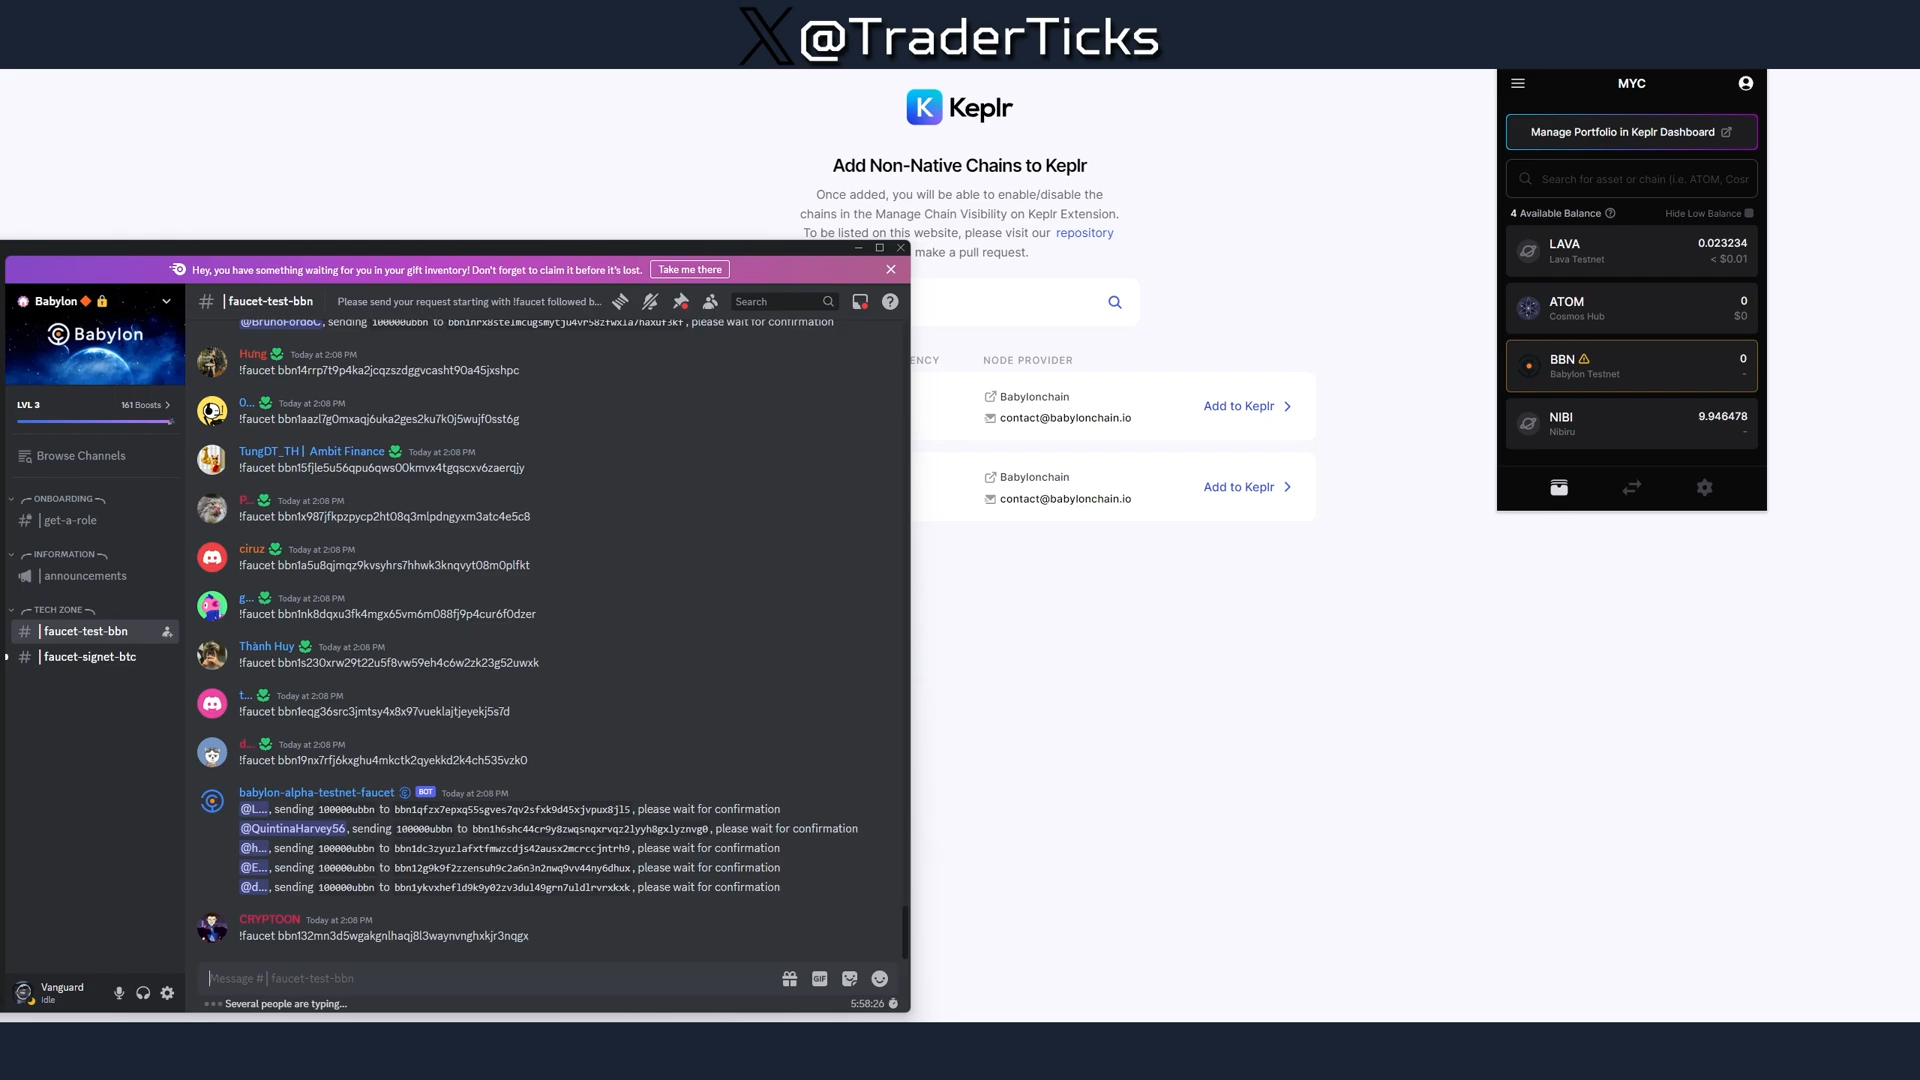 X@TraderTicks
K Keplr
Add Non-Native Chains to Keplr
Once added, you will be able to enable/disable the
chains in the Manage Chain Visibility on Keplr Extension.
To be listed on this website, please visit our repository
make a pull request.
ENCY
NODE PROVIDER
Babylonchain
contact@babylonchain.io
Add to Keplr
Babylonchain
contact@babylonchain.io
Add to Keplr
MYC
Manage Portfolio in Keplr Dashboard
Search for asset or chain (i.e. ATOM, Cosr
4 Available Balance
Hide Low Balance
LAVA 0.023234
Lava Testnet < $0.01
ATOM 0
Cosmos Hub $0
BBN 0
Babylon Testnet -
NIBI 9.946478
Nibiru -
Hey, you have something waiting for you in your gift inventory! Don't forget to claim it before it's lost. Take me there
Babylon
Babylon
LVL 3 161 Boosts
Browse Channels
ONBOARDING
get-a-role
INFORMATION
announcements
TECH ZONE
faucet-test-bbn
faucet-signet-btc
Vanguard
Idle
# | faucet-test-bbn Please send your request starting with !faucet followed b... Search
@BrunoFord6C, sending 100000ubbn to bbn1nrx8stelmcugsmytju4vr58zfwxla7haxuf3kf, please wait for confirmation
Hưng Today at 2:08 PM
!faucet bbn14rrp7t9p4ka2jcqzszdggvcasht90a45jxshpc
0... Today at 2:08 PM
!faucet bbn1aazl7g0mxaqj6uka2ges2ku7k0j5wujf0sst6g
TungDT_TH | Ambit Finance Today at 2:08 PM
!faucet bbn15fjle5u56qpu6qws00kmvx4tgqscxv6zaerqjy
P... Today at 2:08 PM
!faucet bbn1x987jfkpzpycp2ht08q3mlpdngyxm3atc4e5c8
ciruz Today at 2:08 PM
!faucet bbn1a5u8qjmqz9kvsyhrs7hhwk3knqvyt08m0plfkt
g... Today at 2:08 PM
!faucet bbn1nk8dqxu3fk4mgx65vm6m088fj9p4cur6f0dzer
Thành Huy Today at 2:08 PM
!faucet bbn1s230xrw29t22u5f8vw59eh4c6w2zk23g52uwxk
t... Today at 2:08 PM
!faucet bbn1eqg36src3jmtsy4x8x97vueklajtjeyekj5s7d
d... Today at 2:08 PM
!faucet bbn19nx7rfj6kxghu4mkctk2qyekkd2k4ch535vzk0
babylon-alpha-testnet-faucet BOT Today at 2:08 PM
@L..., sending 100000ubbn to bbn1qfzx7epxq55sgves7qv2sfxk9d45xjvpux8jl5, please wait for confirmation
@QuintinaHarvey56, sending 100000ubbn to bbn1h6shc44cr9y8zwqsnqxrvqz2lyyh8gxlyznvg0, please wait for confirmation
@h..., sending 100000ubbn to bbn1dc3zyuzlafxtfmwzcdjs42ausx2mcrccjntrh9, please wait for confirmation
@E..., sending 100000ubbn to bbn12g9k9f2zzensuh9c2a6n3n2nwq9vv44ny6dhux, please wait for confirmation
@d..., sending 100000ubbn to bbn1ykvxhefld9k9y02zv3dul49grn7uldlrvrxkxk, please wait for confirmation
CRYPTOON Today at 2:08 PM
!faucet bbn132mn3d5wgakgnlhaqj8l3waynvnghxkjr3nqgx
Message # | faucet-test-bbn
GIF
Several people are typing... 5:58:26